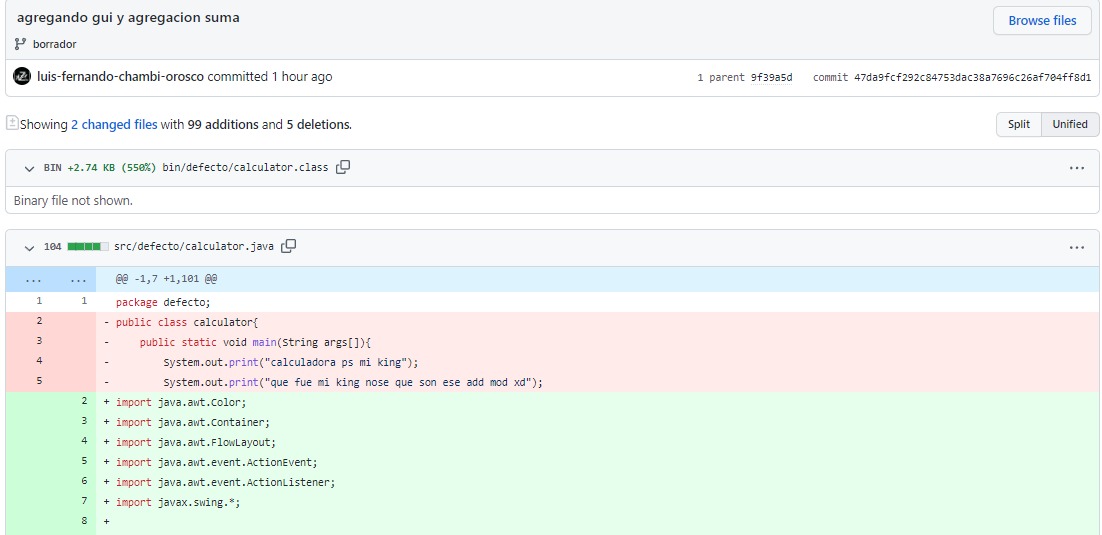 agregando gui y agregacion suma
Browse files
borrador
luis-fernando-chambi-orosco committed 1 hour ago
1 parent 9f39a5d commit 47da9fcf292c84753dac38a7696c26af704ff8d1
Showing 2 changed files with 99 additions and 5 deletions.
Split Unified
BIN +2.74 KB (550%) bin/defecto/calculator.class
Binary file not shown.
104 src/defecto/calculator.java
... ... @@ -1,7 +1,101 @@
1 1 package defecto;
2 - public class calculator{
3 - public static void main(String args[]){
4 - System.out.print("calculadora ps mi king");
5 - System.out.print("que fue mi king nose que son ese add mod xd");
2 + import java.awt.Color;
3 + import java.awt.Container;
4 + import java.awt.FlowLayout;
5 + import java.awt.event.ActionEvent;
6 + import java.awt.event.ActionListener;
7 + import javax.swing.*;
8 +